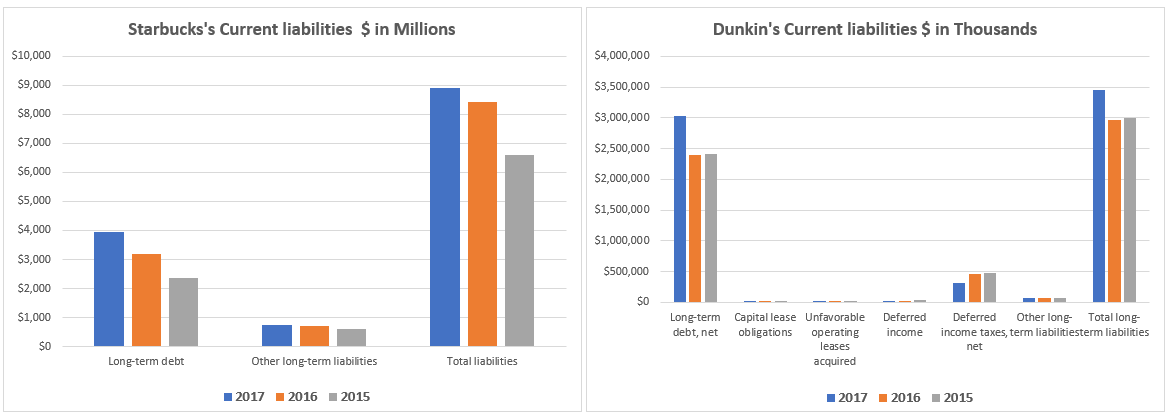 Starbucks's Current liabilities $ in Millions
$10,000
$9,000
$8,000
$7,000
$6,000
$5,000
$4,000
$3,000
$2,000
$1,000
$0
Long-term debt
Other long-term liabilities
Total liabilities
2017 2016 2015
Dunkin's Current liabilities $ in Thousands
$4,000,000
$3,500,000
$3,000,000
$2,500,000
$2,000,000
$1,500,000
$1,000,000
$500,000
$0
Long-term
debt, net
Capital lease
obligations
Unfavorable
operating
leases
acquired
Deferred
income
Deferred
income taxes,
net
Other long-
term liabilities
Total long-
term liabilities
2017 2016 2015